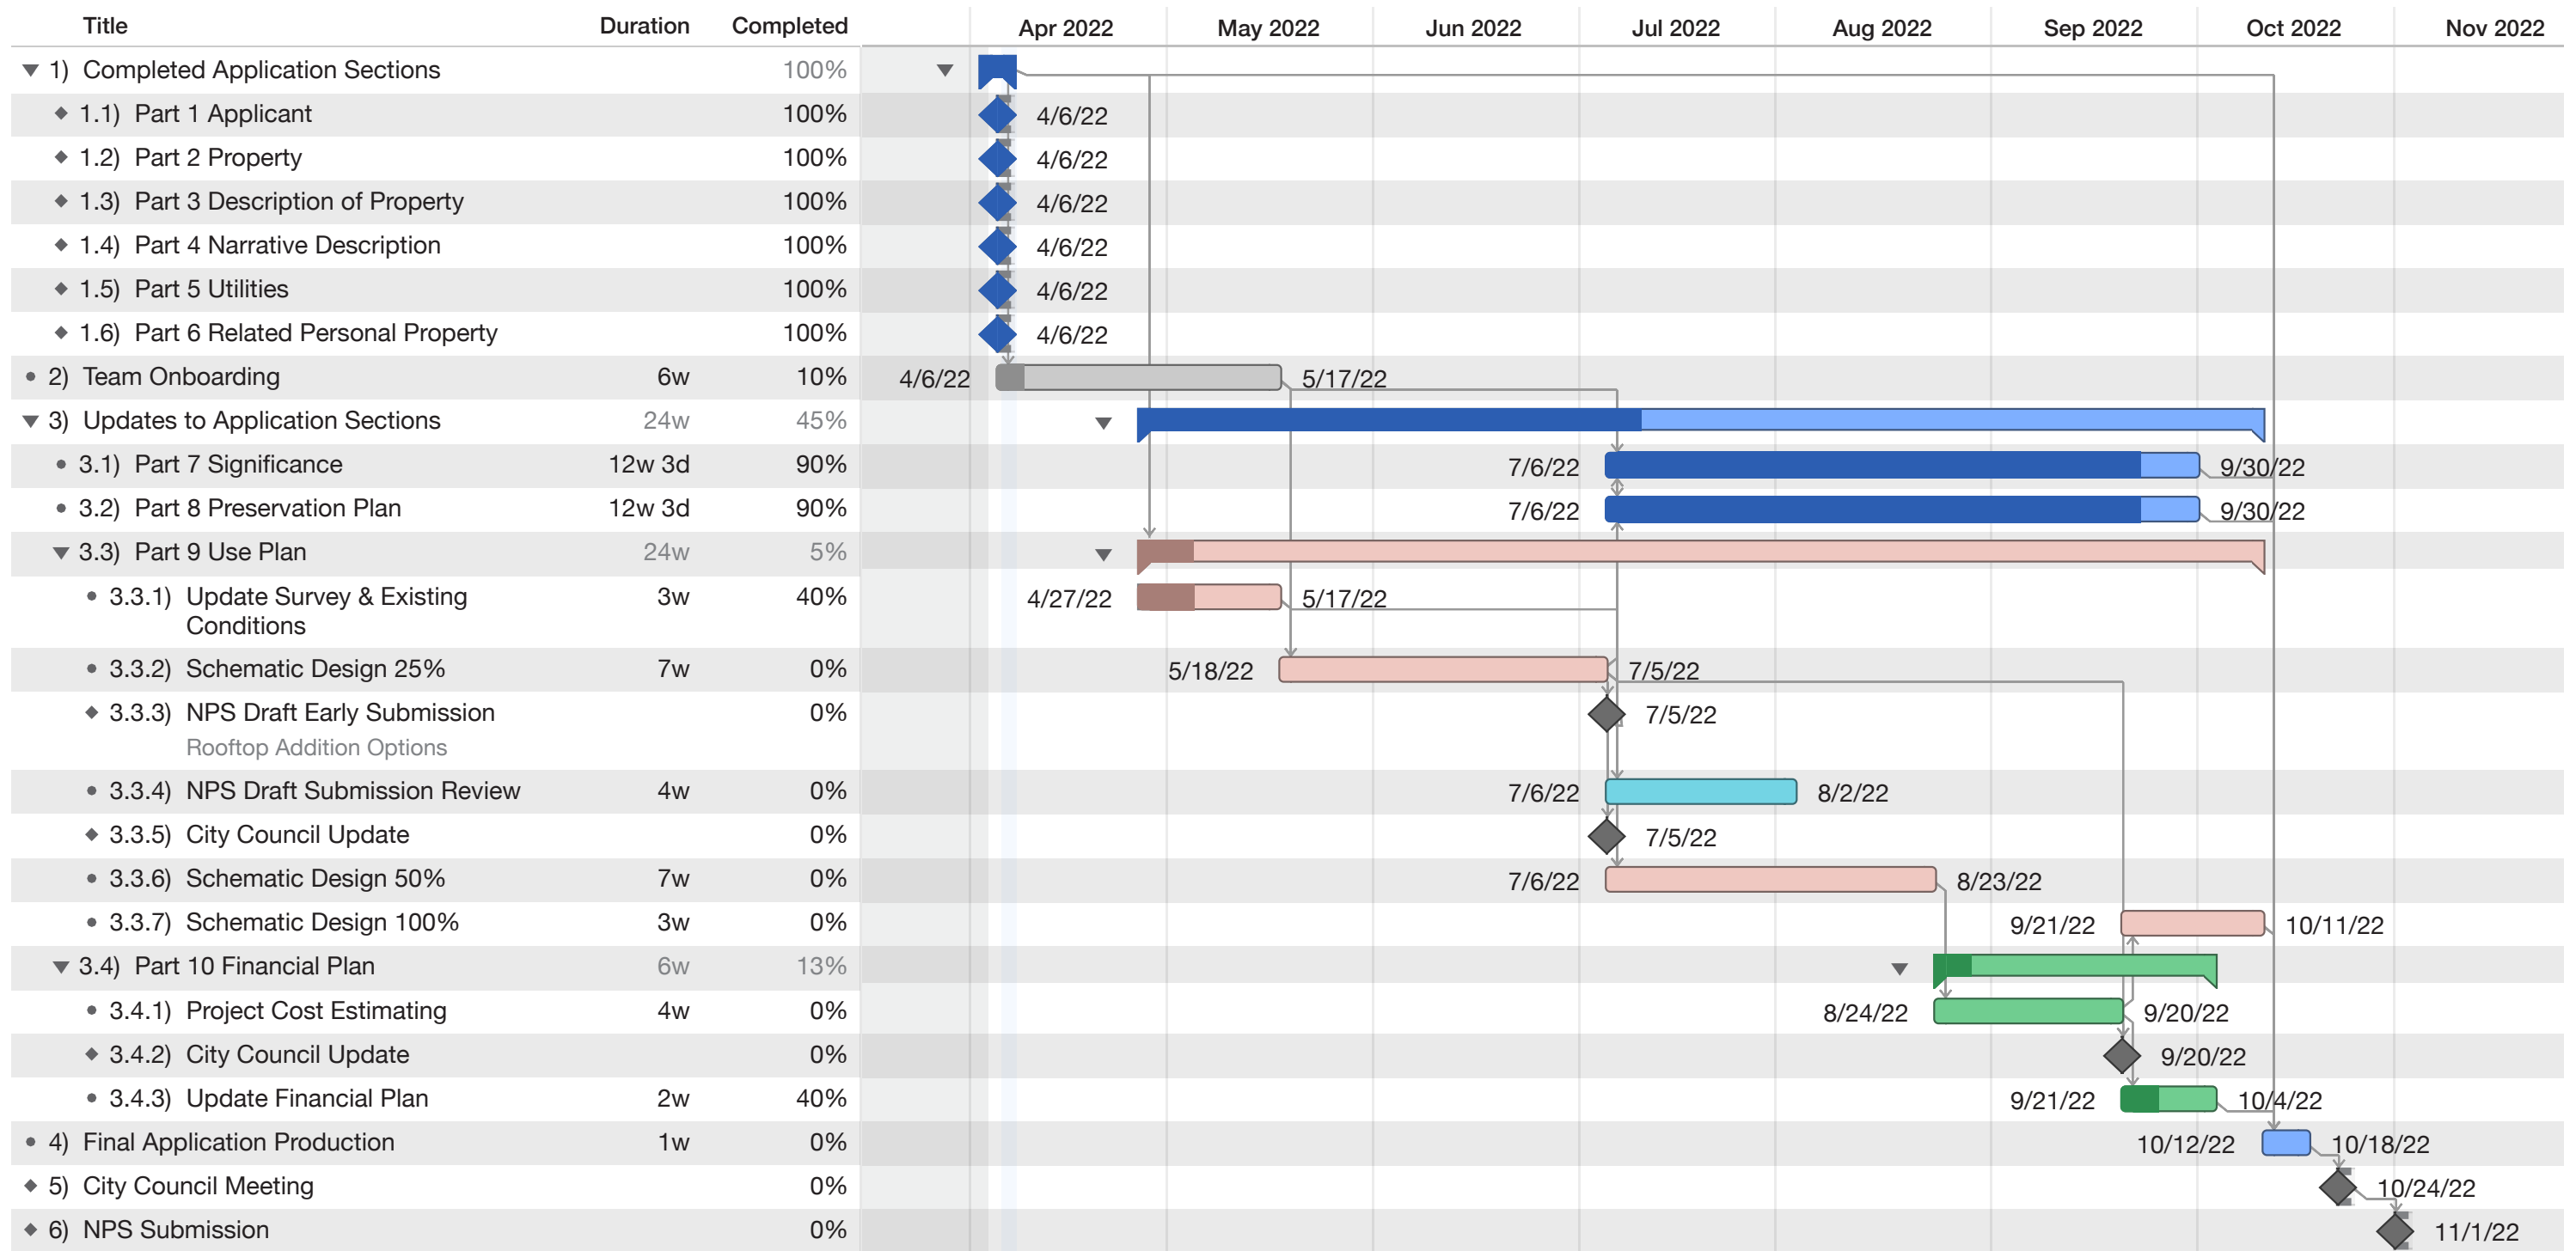 Title Duration Completed Apr 2022 May 2022 Jun 2022 Jul 2022 Aug 2022 Sep 2022 Oct 2022 Nov 2022
1) Completed Application Sections 100%
1.1) Part 1 Applicant 100% 4/6/22
1.2) Part 2 Property 100% 4/6/22
1.3) Part 3 Description of Property 100% 4/6/22
1.4) Part 4 Narrative Description 100% 4/6/22
1.5) Part 5 Utilities 100% 4/6/22
1.6) Part 6 Related Personal Property 100% 4/6/22
2) Team Onboarding 6w 10% 4/6/22 5/17/22
3) Updates to Application Sections 24w 45%
3.1) Part 7 Significance 12w 3d 90% 7/6/22 9/30/22
3.2) Part 8 Preservation Plan 12w 3d 90% 7/6/22 9/30/22
3.3) Part 9 Use Plan 24w 5%
3.3.1) Update Survey & Existing 3w 40% 4/27/22 5/17/22
Conditions
3.3.2) Schematic Design 25% 7w 0% 5/18/22 7/5/22
3.3.3) NPS Draft Early Submission 0% 7/5/22
Rooftop Addition Options
3.3.4) NPS Draft Submission Review 4w 0% 7/6/22 8/2/22
3.3.5) City Council Update 0% 7/5/22
3.3.6) Schematic Design 50% 7w 0% 7/6/22 8/23/22
3.3.7) Schematic Design 100% 3w 0% 9/21/22 10/11/22
3.4) Part 10 Financial Plan 6w 13%
3.4.1) Project Cost Estimating 4w 0% 8/24/22 9/20/22
3.4.2) City Council Update 0% 9/20/22
3.4.3) Update Financial Plan 2w 40% 9/21/22 10/4/22
4) Final Application Production 1w 0% 10/12/22 10/18/22
5) City Council Meeting 0% 10/24/22
6) NPS Submission 0% 11/1/22